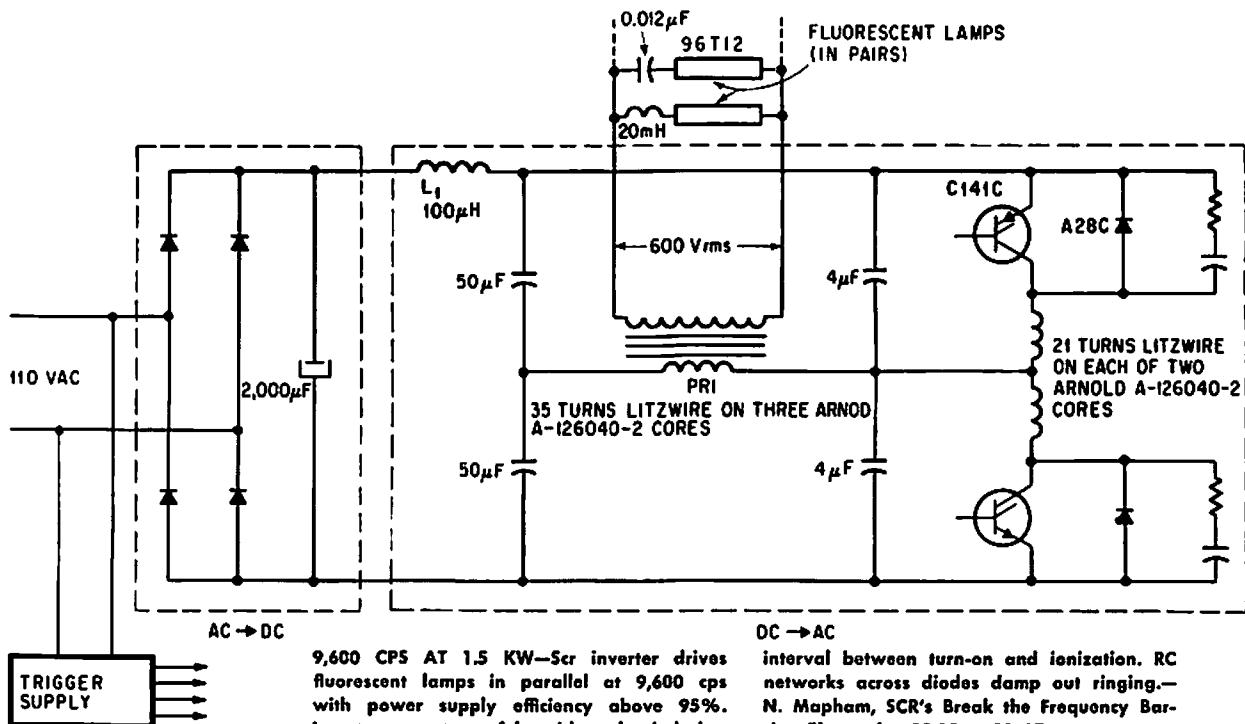 0.012µF
96T12
FLUORESCENT LAMPS
(IN PAIRS)
20mH
L1
100µH
C141C
A28C
600 Vrms
50µF
4µF
110 VAC
2,000µF
PRI
35 TURNS LITZWIRE ON THREE ARNOD
A-126040-2 CORES
21 TURNS LITZWIRE
ON EACH OF TWO
ARNOLD A-126040-2
CORES
50µF
4µF
AC→DC
DC→AC
TRIGGER
SUPPLY
9,600 CPS AT 1.5 KW—Scr inverter drives
fluorescent lamps in parallel at 9,600 cps
with power supply efficiency above 95%.
interval between turn-on and ionization. RC
networks across diodes damp out ringing.—
N. Mapham, SCR's Break the Frequency Bar-